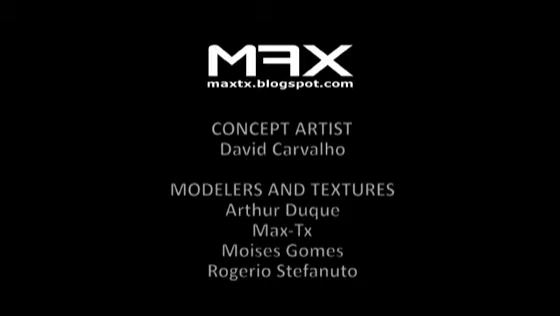 MAX
maxtx.blogspot.com
CONCEPT ARTIST
David Carvalho
MODELERS AND TEXTURES
Arthur Duque
Max-Tx
Moises Gomes
Rogerio Stefanuto